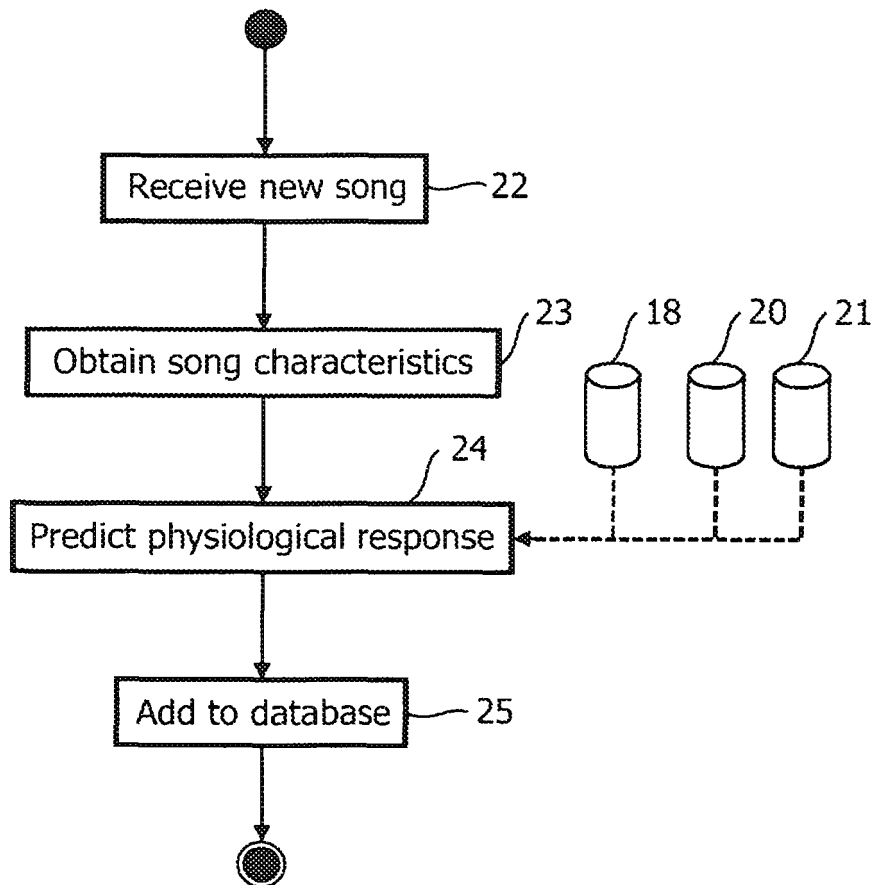 Receive new song
22
Obtain song characteristics
23
18
20
21
24
Predict physiological response
Add to database
25